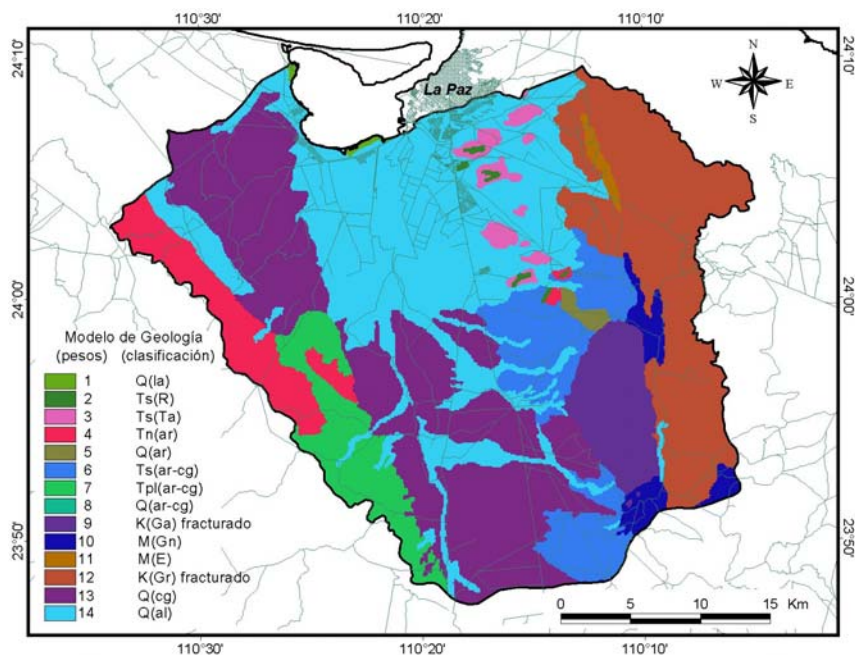 110°30' 110°20' 110°10'
24°10' 24°10'
La Paz
N
W E
S
24°00' 24°00'
Modelo de Geología
(pesos) (clasificación)
1 Q(la)
2 Ts(R)
3 Ts(Ta)
4 Tn(ar)
5 Q(ar)
6 Ts(ar-cg)
7 Tpl(ar-cg)
8 Q(ar-cg)
9 K(Ga) fracturado
10 M(Gn)
11 M(E)
12 K(Gr) fracturado
13 Q(cg)
14 Q(al)
23°50' 23°50'
0 5 10 15 Km
110°30' 110°20' 110°10'